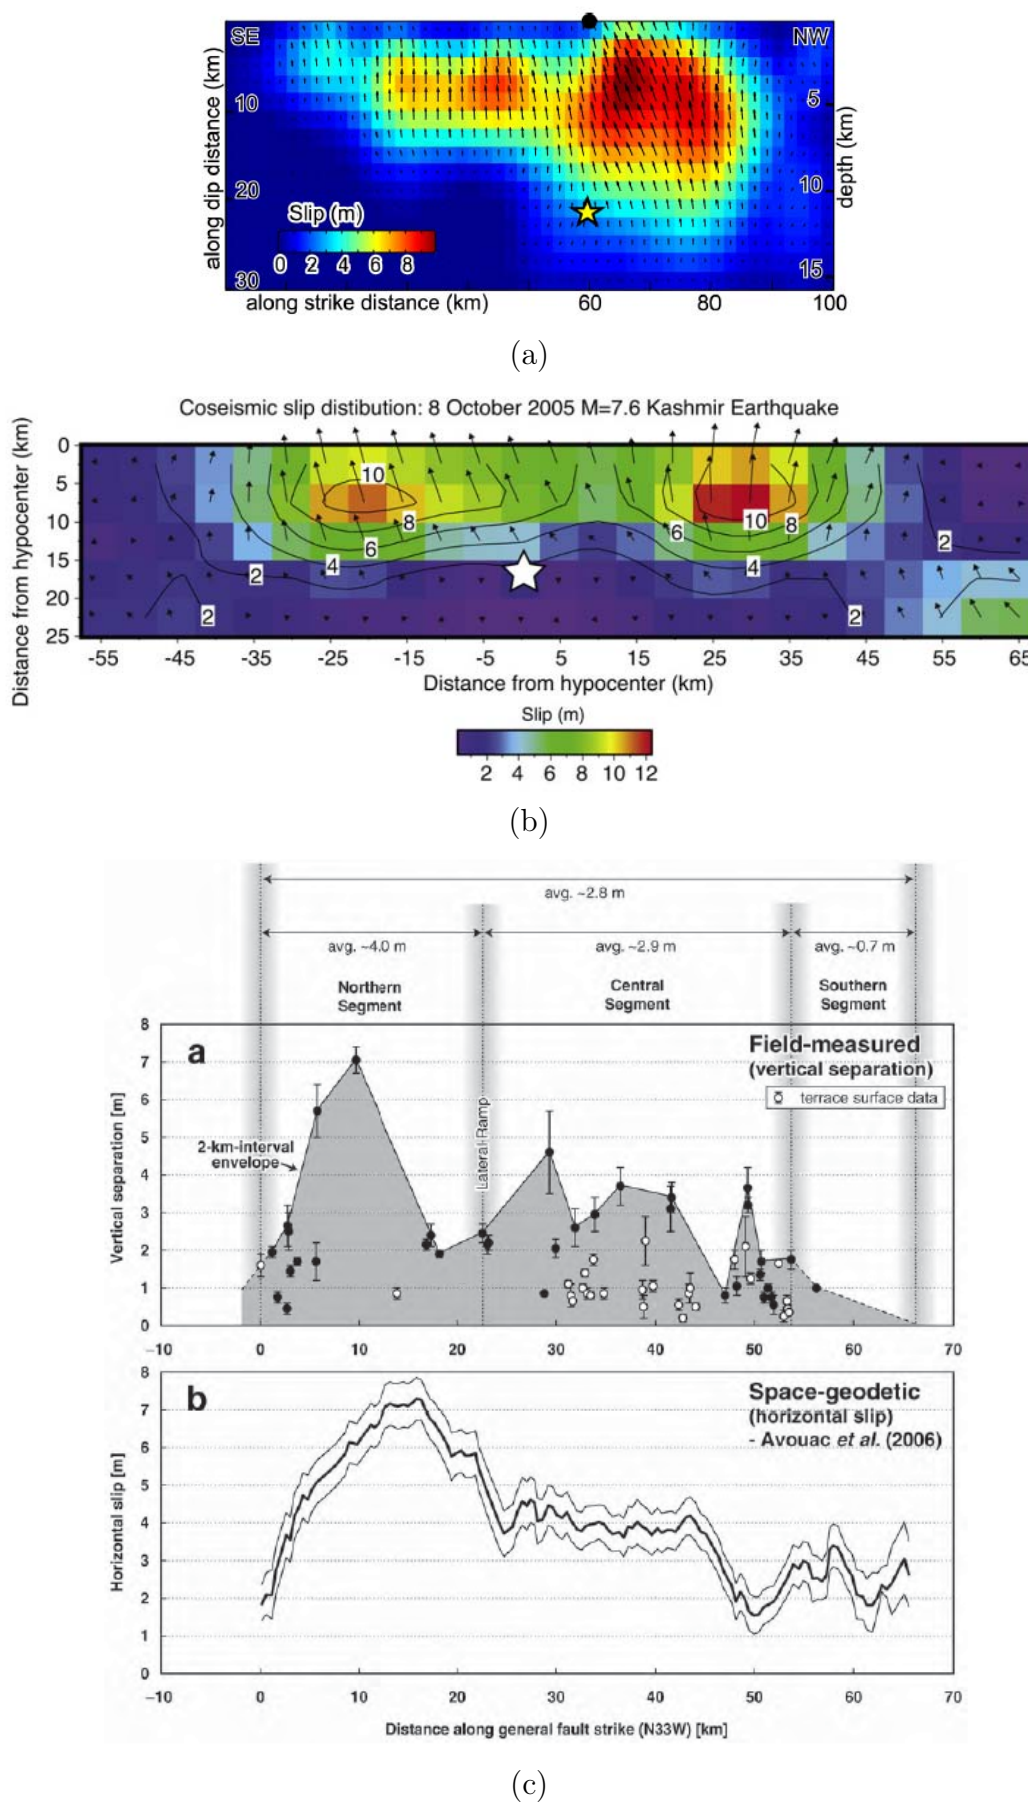 SE NW
along dip distance (km)
10
20
30
5
10
15
depth (km)
Slip (m)
0 2 4 6 8
along strike distance (km) 60 80 100
(a)
Coseismic slip distibution: 8 October 2005 M=7.6 Kashmir Earthquake
Distance from hypocenter (km)
0
5
10
15
20
25
10
8
6
4
2
2
10
8
6
4
2
2
-55 -45 -35 -25 -15 -5 5 15 25 35 45 55 65
Distance from hypocenter (km)
Slip (m)
2 4 6 8 10 12
(b)
avg. ~2.8 m
avg. ~4.0 m avg. ~2.9 m avg. ~0.7 m
Northern Segment
Central Segment
Southern Segment
a
Field-measured
(vertical separation)
terrace surface data
2-km-interval
envelope
Lateral Ramp
Vertical separation [m]
8
7
6
5
4
3
2
1
0
−10 0 10 20 30 40 50 60 70
b
Space-geodetic
(horizontal slip)
- Avouac et al. (2006)
Horizontal slip [m]
8
7
6
5
4
3
2
1
0
−10 0 10 20 30 40 50 60 70
Distance along general fault strike (N33W) [km]
(c)